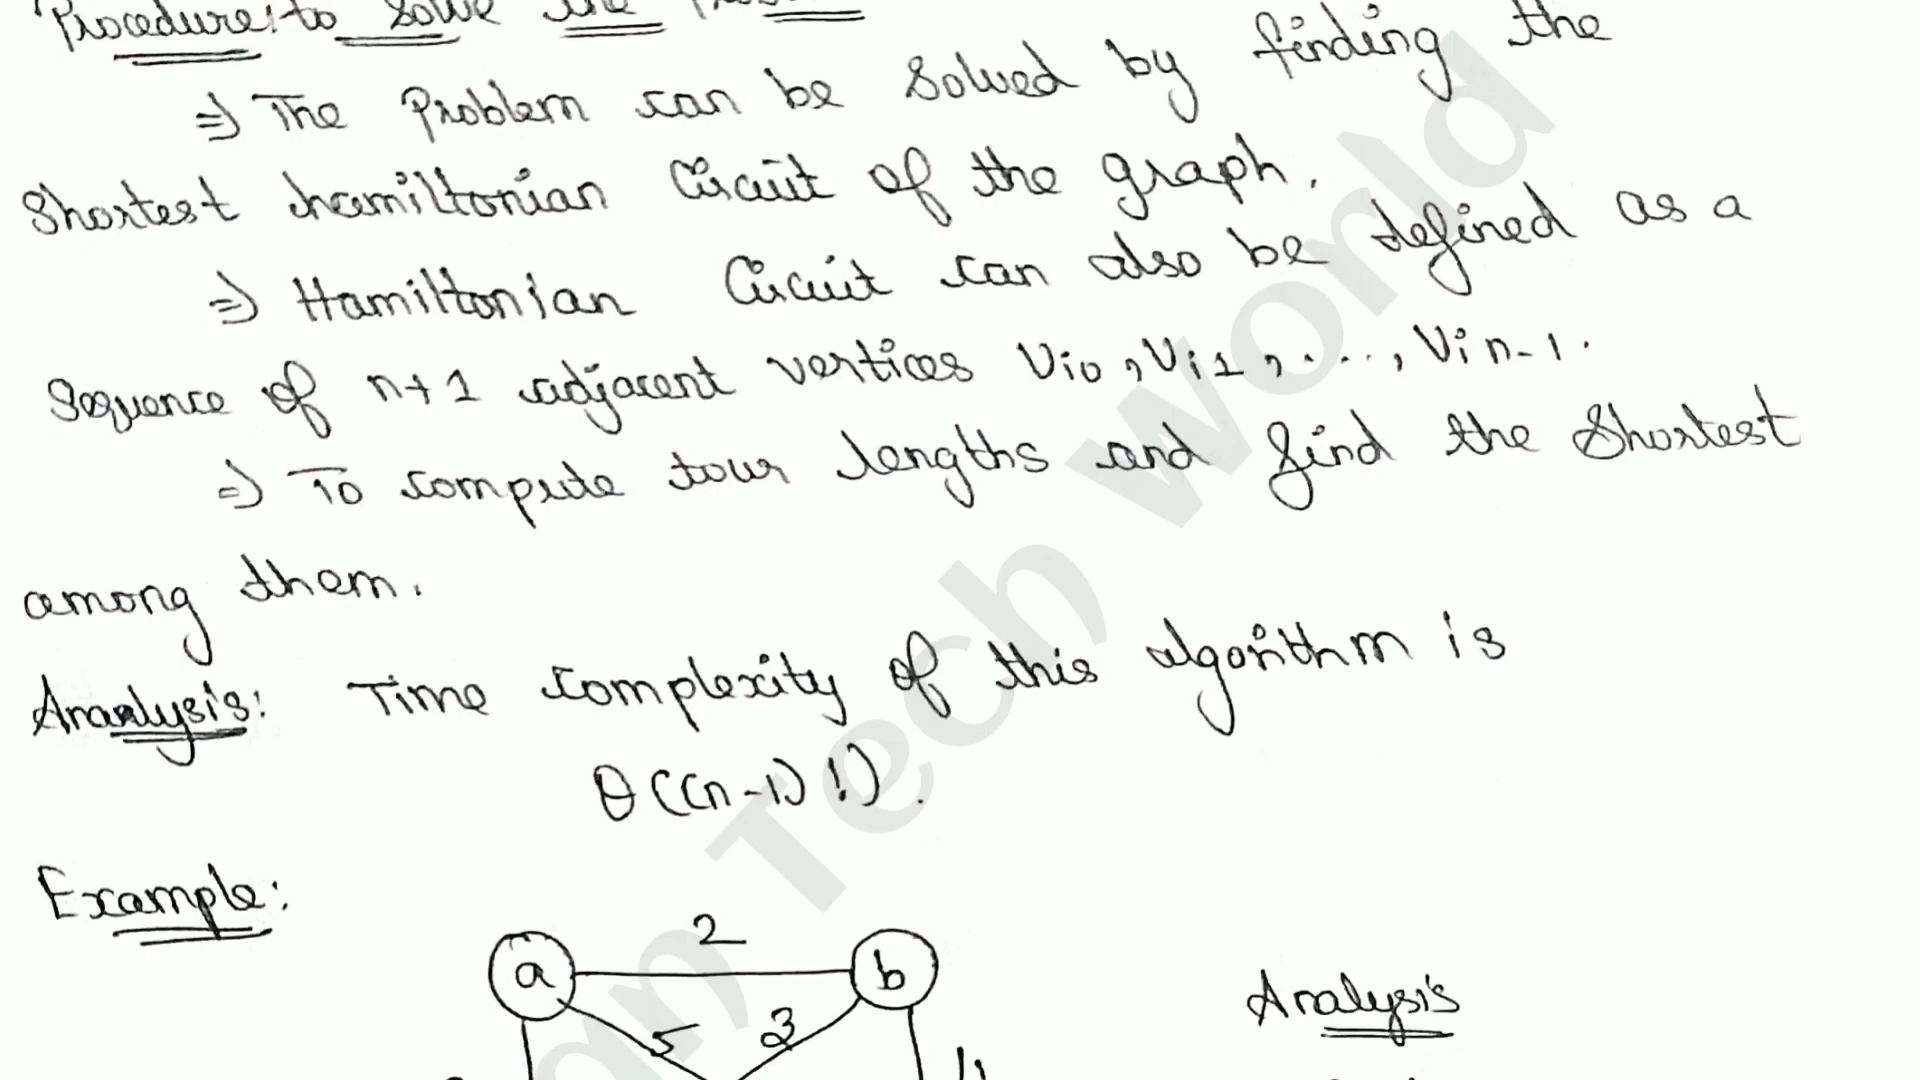 Procedure: to solve the
⇒ The Problem can be solved by finding the
Shortest hamiltonian Circuit of the graph.
⇒ Hamiltonian Circuit can also be defined as a
Sequence of n+1 adjacent vertices Vi0, Vi1, ...., Vin-1.
⇒ To compute tour lengths and find the Shortest
among them.
Analysis: Time complexity of this algorithm is
θ((n-1)!).
Example:
2
a b
Analysis
5 3
Tech World